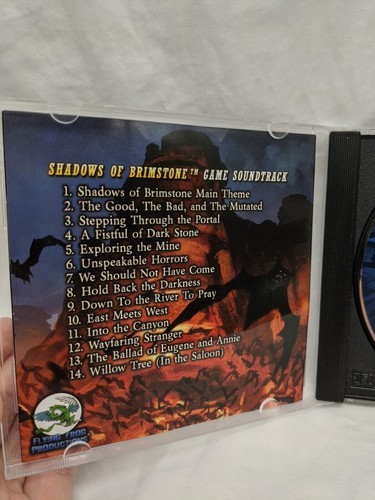 SHADOWS OF BRIMSTONE™ GAME SOUNDTRACK
1. Shadows of Brimstone Main Theme
2. The Good, The Bad, and The Mutated
3. Stepping Through the Portal
4. A Fistful of Dark Stone
5. Exploring the Mine
6. Unspeakable Horrors
7. We Should Not Have Come
8. Hold Back the Darkness
9. Down To the River To Pray
10. East Meets West
11. Into the Canyon
12. Wayfaring Stranger
13. The Ballad of Eugene and Annie
14. Willow Tree (In the Saloon)
FLYING FROG
PRODUCTIONS